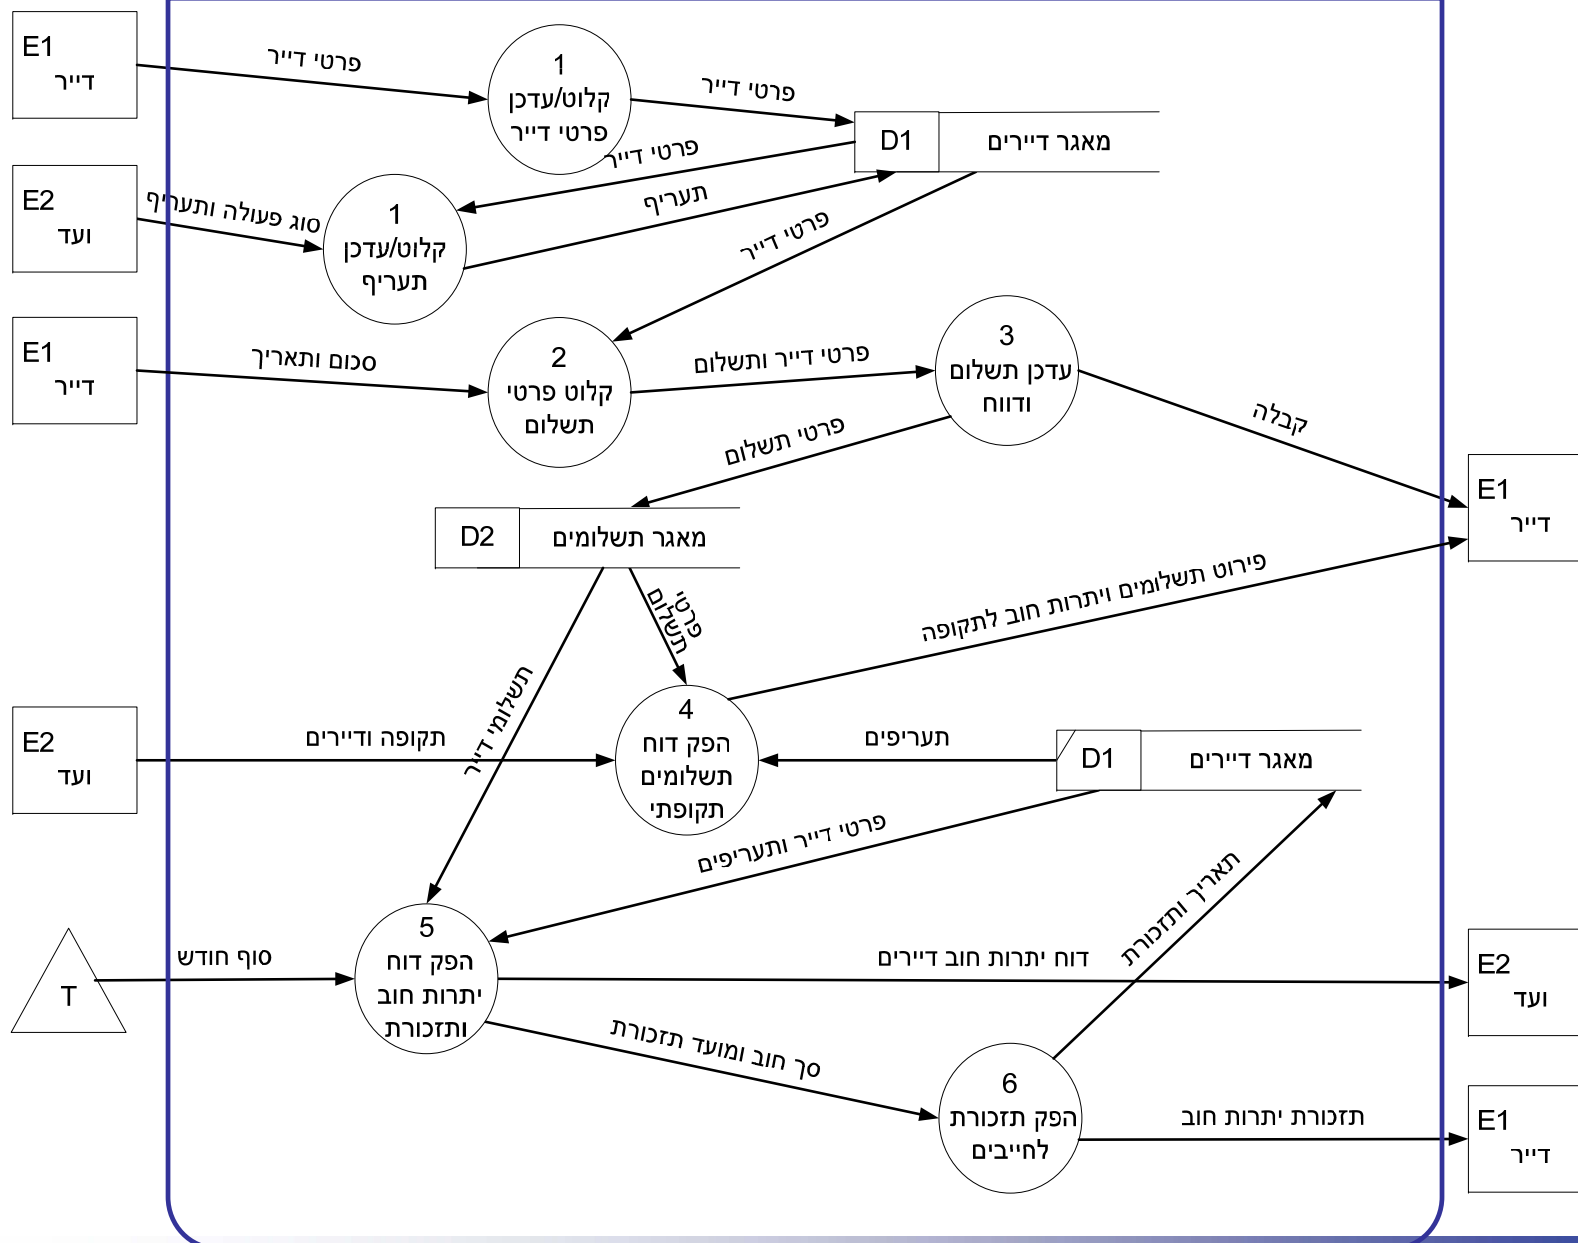 E1
דייר
פרטי דייר
1
קלוט/עדכן
פרטי דייר
פרטי דייר
D1
מאגר דיירים
פרטי דייר
תעריף
E2
ועד
סוג פעולה ותעריף
1
קלוט/עדכן
תעריף
פרטי דייר
E1
דייר
סכום ותאריך
2
קלוט פרטי
תשלום
פרטי דייר ותשלום
3
עדכן תשלום
ודווח
קבלה
E1
דייר
פרטי תשלום
D2
מאגר תשלומים
פרטי
תשלום
תשלומי דייר
פירוט תשלומים ויתרות חוב לתקופה
E2
ועד
תקופה ודיירים
4
הפק דוח
תשלומים
תקופתי
תעריפים
D1
מאגר דיירים
פרטי דייר ותעריפים
תאריך ותזכורת
T
סוף חודש
5
הפק דוח
יתרות חוב
ותזכורת
דוח יתרות חוב דיירים
E2
ועד
סך חוב ומועד תזכורת
6
הפק תזכורת
לחייבים
תזכורת יתרות חוב
E1
דייר